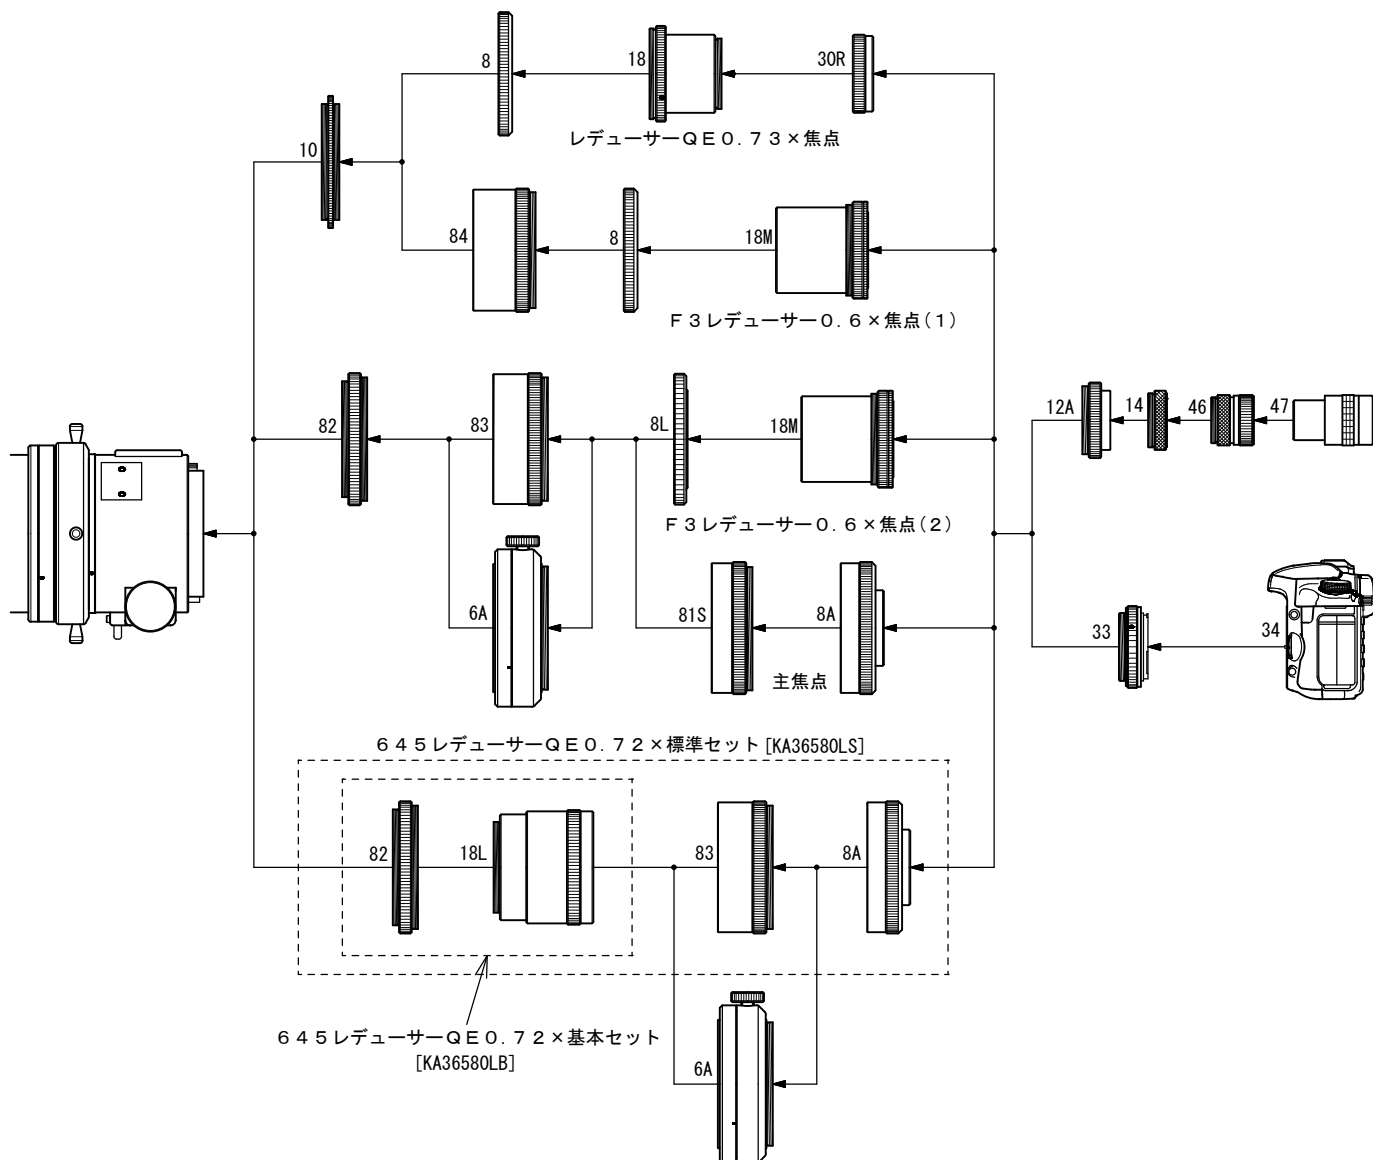 8
18
30R
レデューサーQE0.73×焦点
10
84
8
18M
F3レデューサー0.6×焦点(1)
82
83
8L
18M
F3レデューサー0.6×焦点(2)
12A
14
46
47
6A
81S
8A
主焦点
33
34
645レデューサーQE0.72×標準セット[KA36580LS]
82
18L
83
8A
645レデューサーQE0.72×基本セット
[KA36580LB]
6A